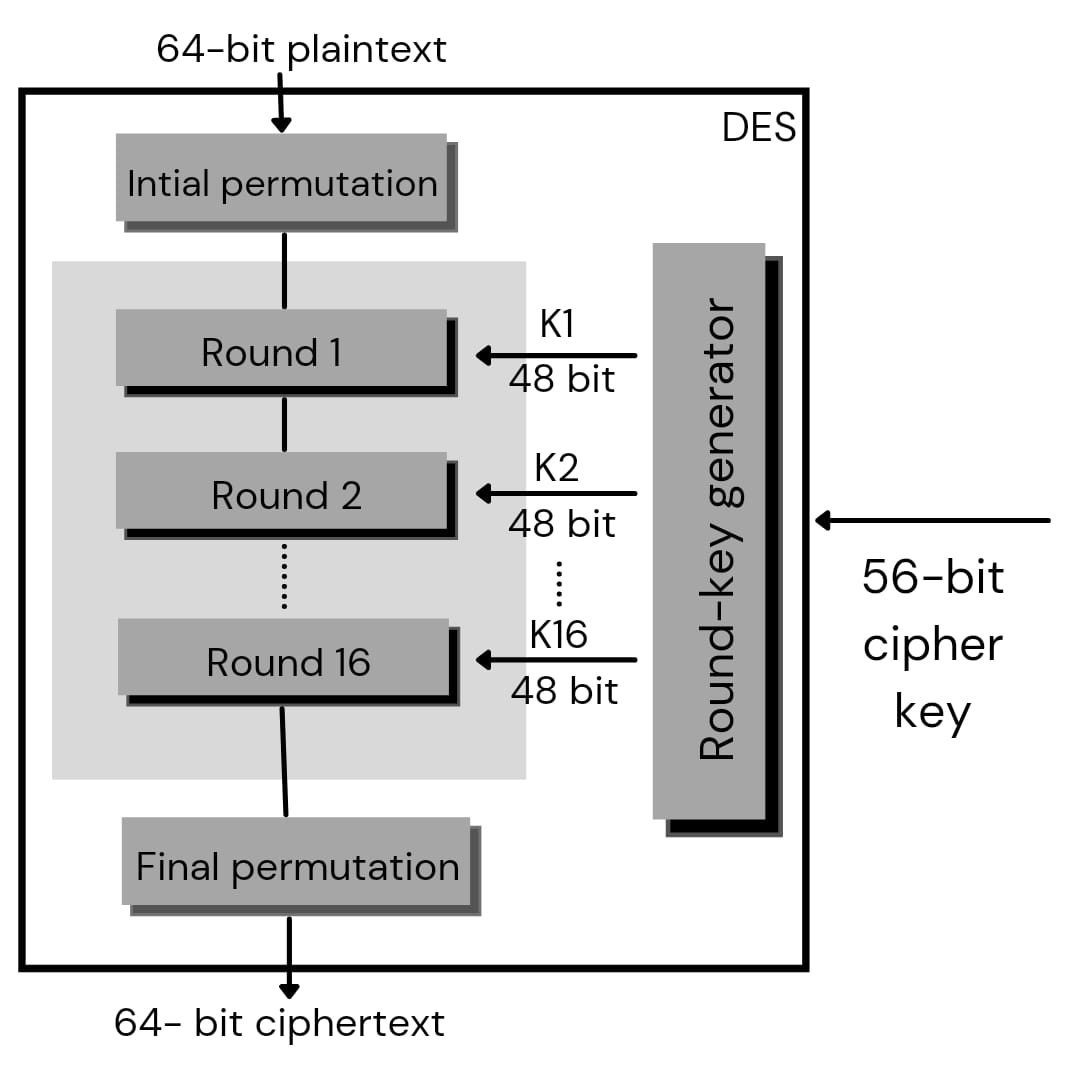 64-bit plaintext
DES
Intial permutation
Round 1
K1
48 bit
Round 2
K2
48 bit
Round 16
K16
48 bit
Round-key generator
56-bit
cipher
key
Final permutation
64- bit ciphertext